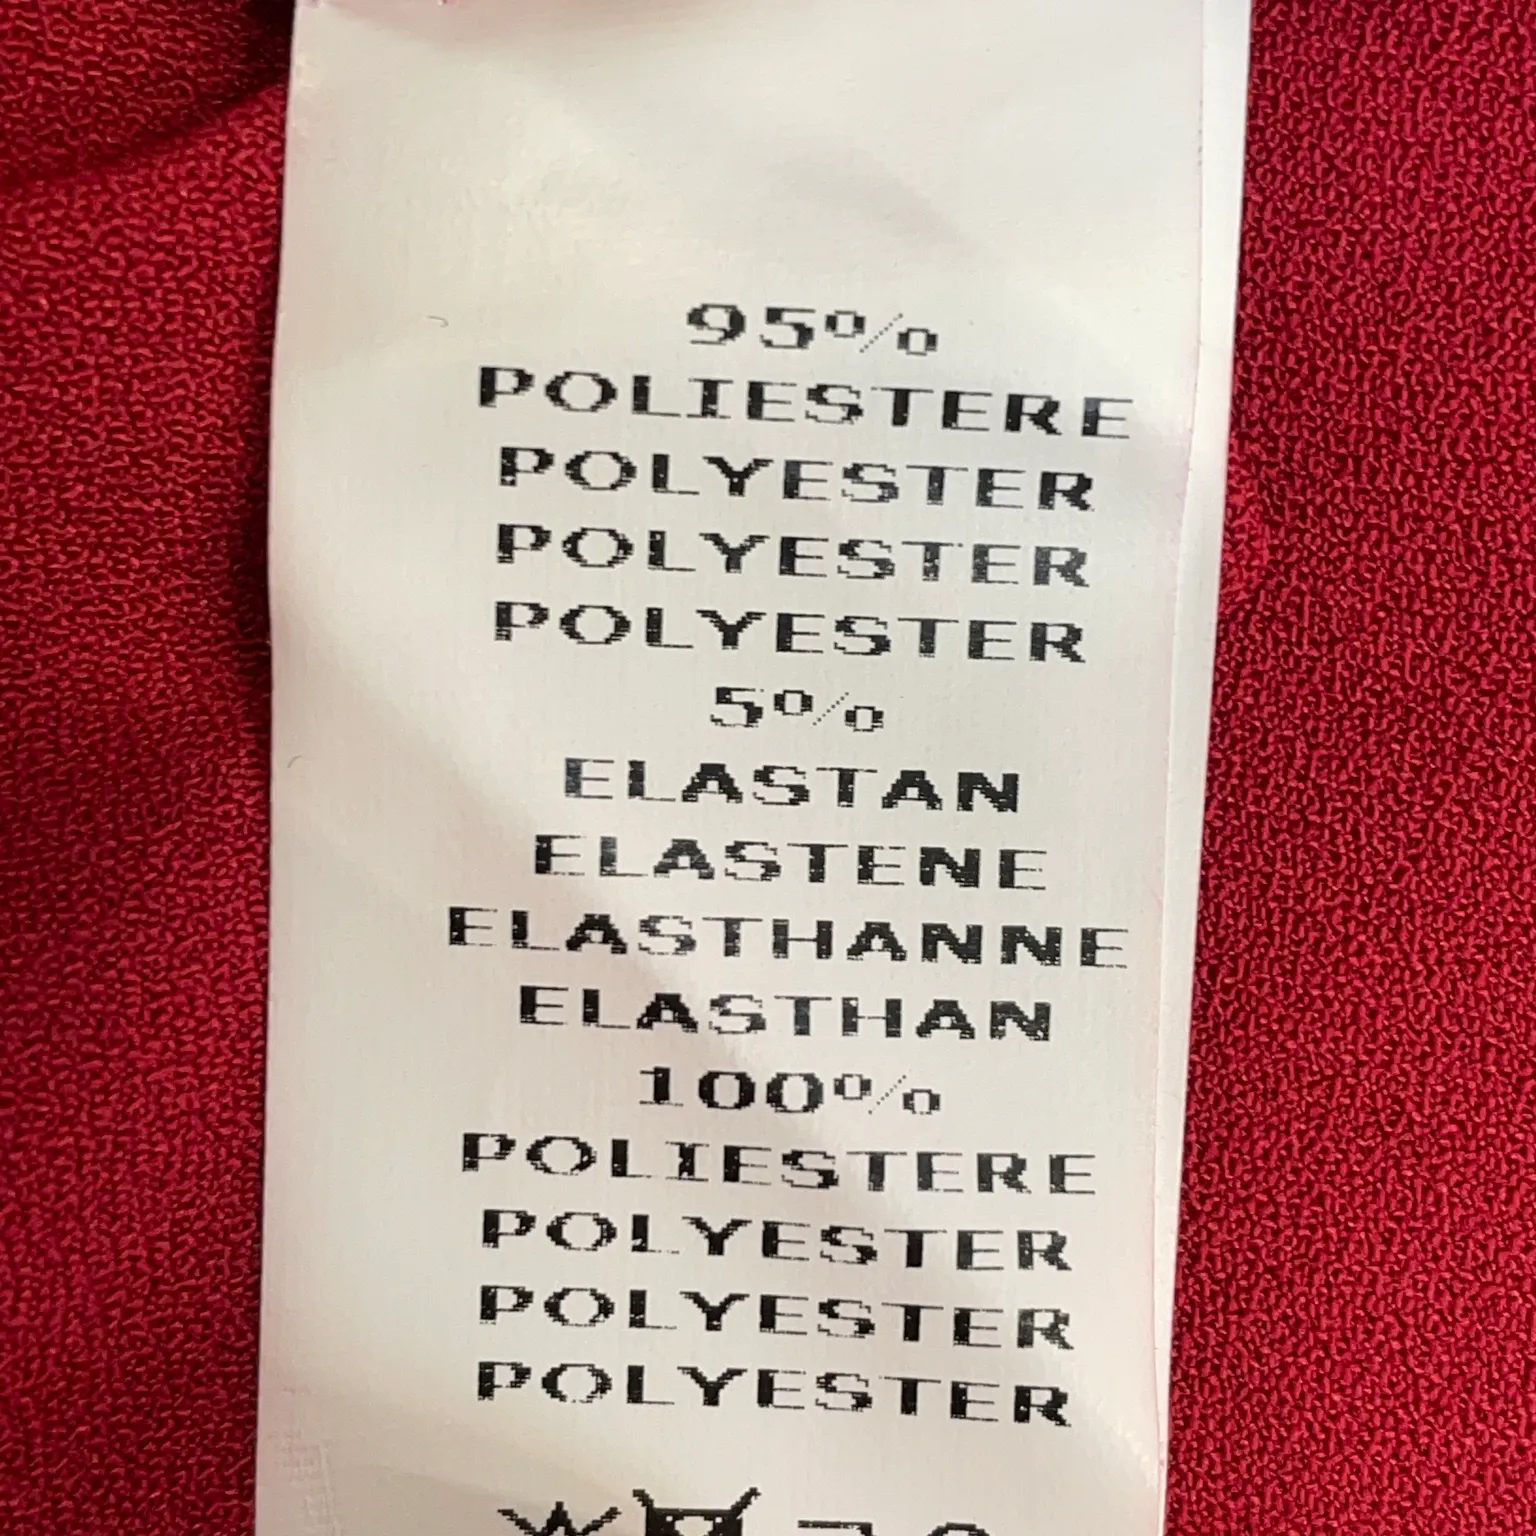 95%
POLIESTERE
POLYESTER
POLYESTER
POLYESTER
5%
ELASTAN
ELASTENE
ELASTHANNE
ELASTHAN
100%
POLIESTERE
POLYESTER
POLYESTER
POLYESTER